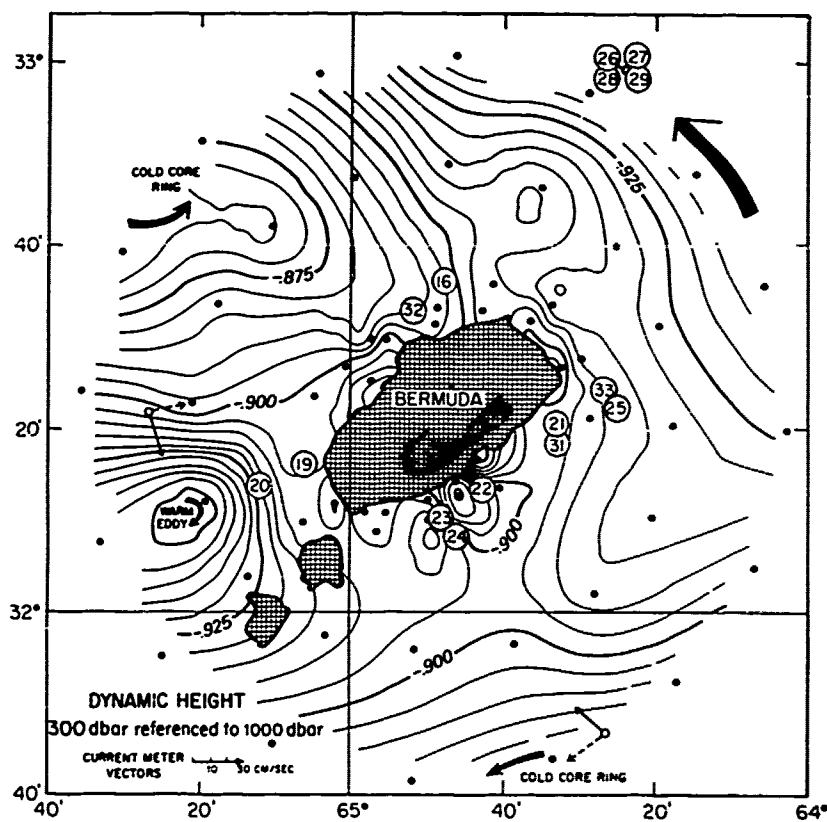 33°
26 27
28 29
-.925
COLD CORE
RING
40'
-.875
16
32
-.900
BERMUDA
33
25
20'
21
31
19
20
22
WARM
EDDY
23
24
-.900
32°
-.925
-.900
DYNAMIC HEIGHT
300 dbar referenced to 1000 dbar
CURRENT METER
VECTORS
10 30 CM/SEC
COLD CORE RING
40'
40' 20' 65° 40' 20' 64°